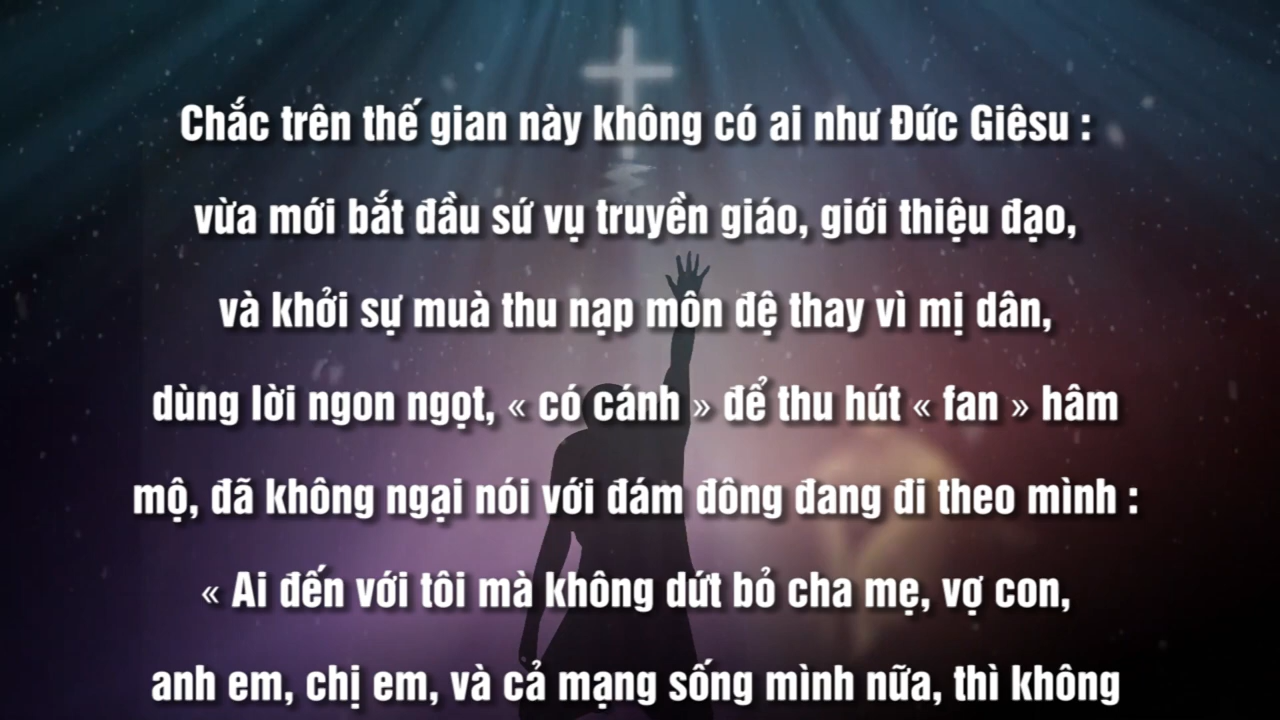 Chắc trên thế gian này không có ai như Đức Giêsu :
vừa mới bắt đầu sứ vụ truyền giáo, giới thiệu đạo,
và khởi sự muà thu nạp môn đệ thay vì mị dân,
dùng lời ngon ngọt, « có cánh » để thu hút « fan » hâm
mộ, đã không ngại nói với đám đông đang đi theo mình :
« Ai đến với tôi mà không dứt bỏ cha mẹ, vợ con,
anh em, chị em, và cả mạng sống mình nữa, thì không